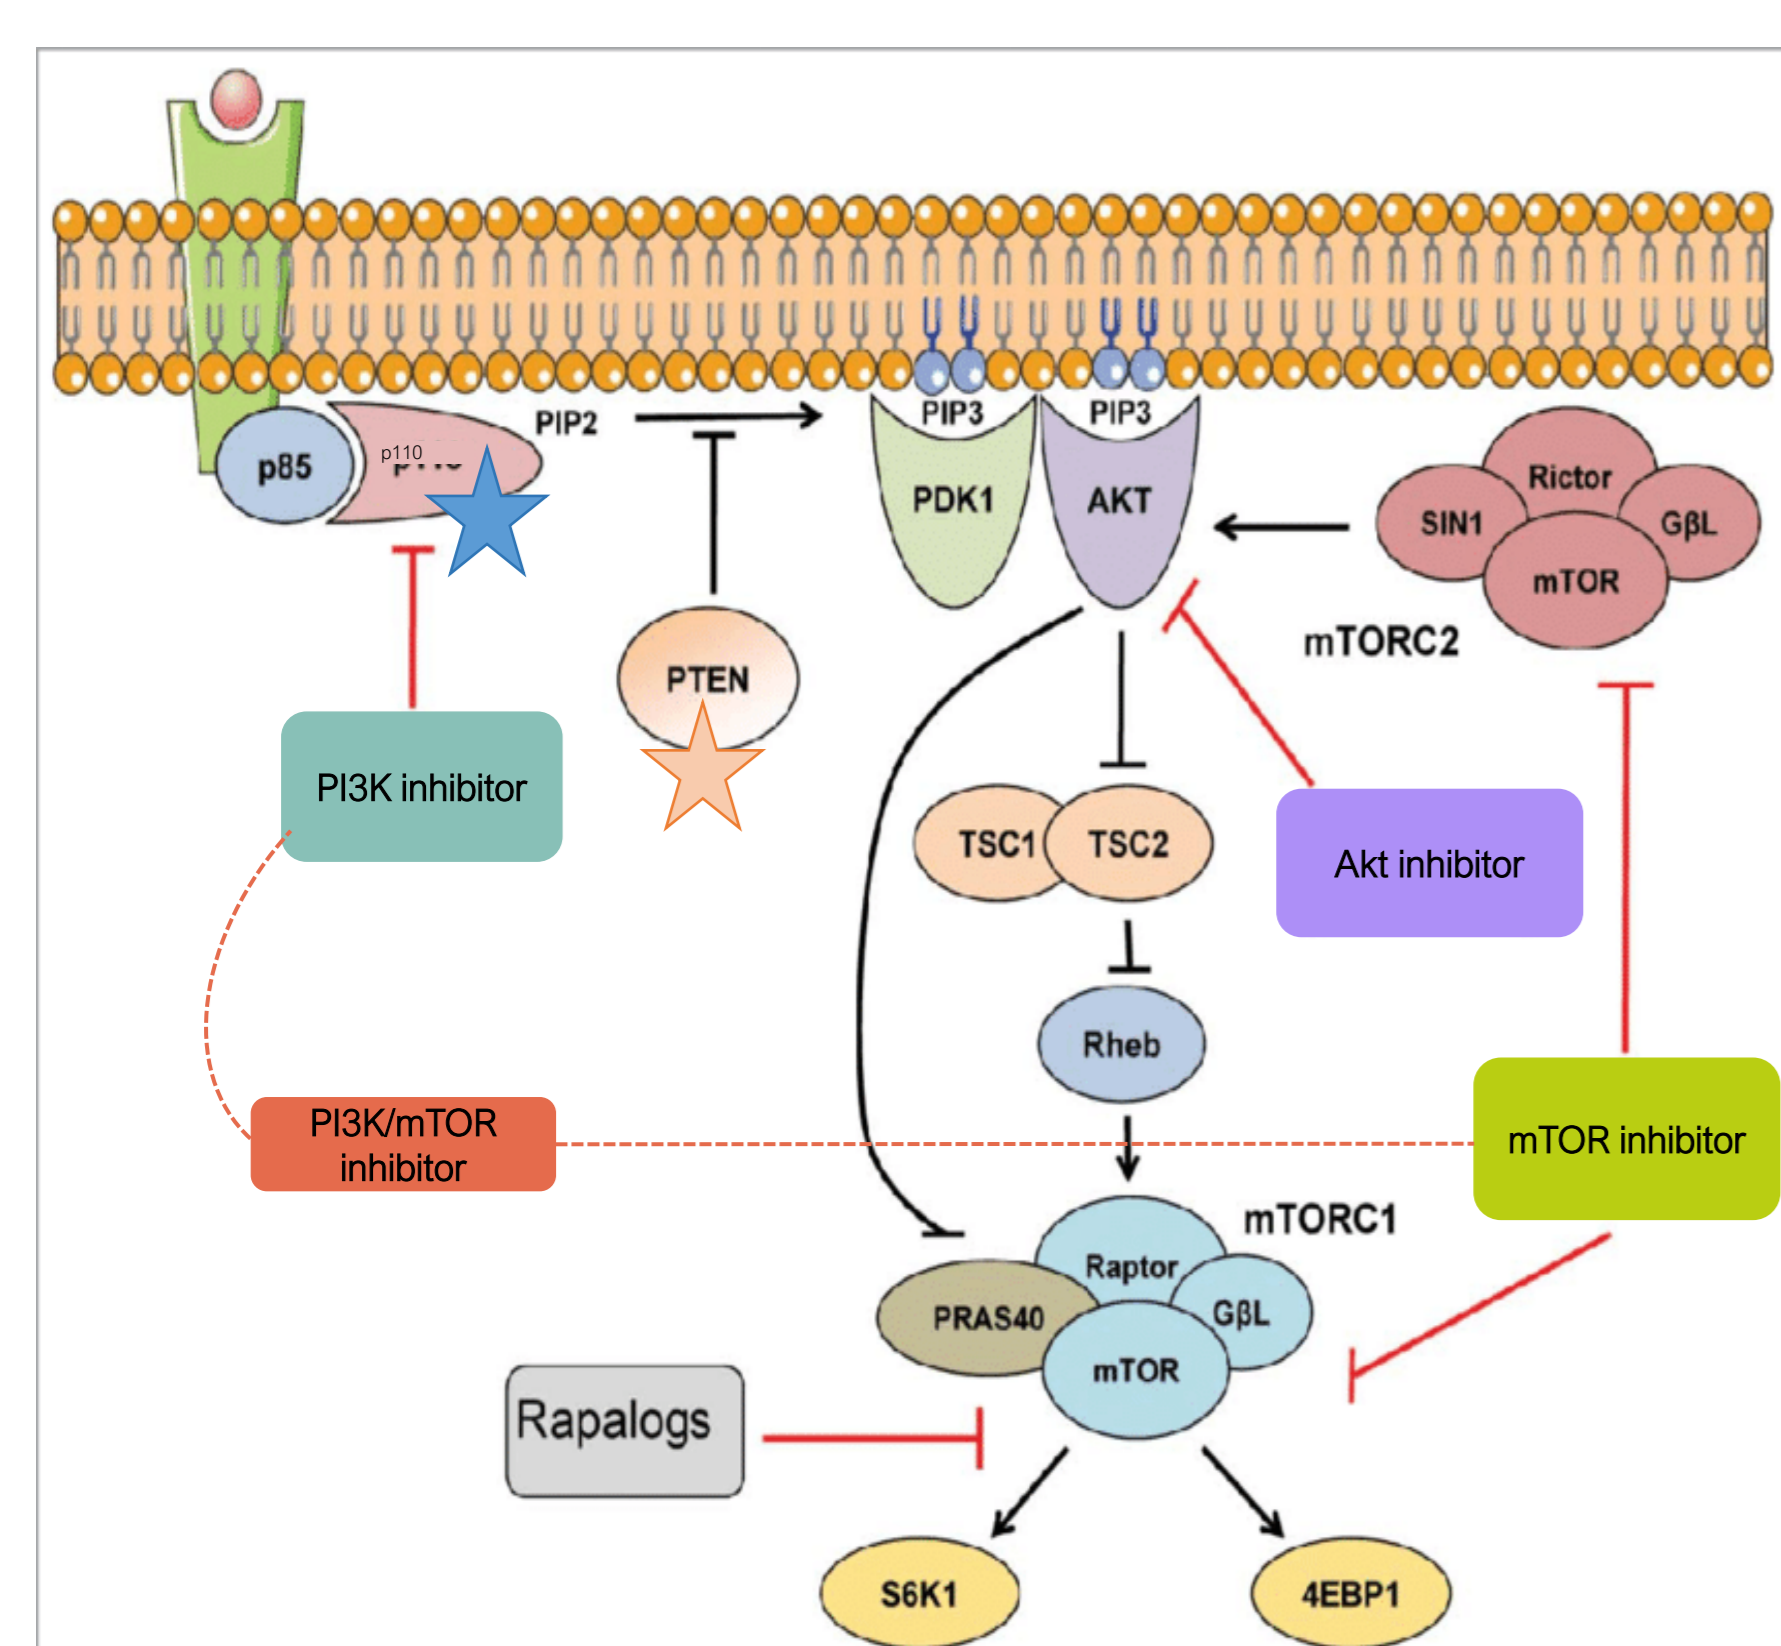 PIP2
PIP3
PIP3
p85
p110
PDK1
AKT
Rictor
SIN1
GβL
mTOR
mTORC2
PTEN
PI3K inhibitor
TSC1
TSC2
Akt inhibitor
Rheb
PI3K/mTOR
inhibitor
mTOR inhibitor
mTORC1
Raptor
PRAS40
GβL
mTOR
Rapalogs
S6K1
4EBP1